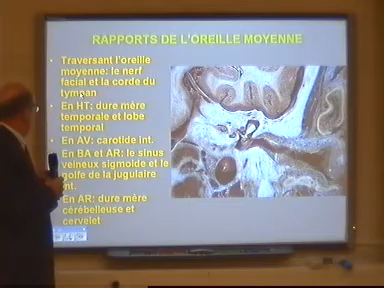 RAPPORTS DE L'OREILLE MOYENNE
• Traversant l'oreille
moyenne: le nerf
facial et la corde du
tympan
• En HT: dure mère
temporale et lobe
temporal
• En AV: carotide int.
En BA et AR: le sinus
veineux sigmoide et le
golfe de la jugulaire
nt.
En AR: dure mère
cérébelleuse et
cervelet